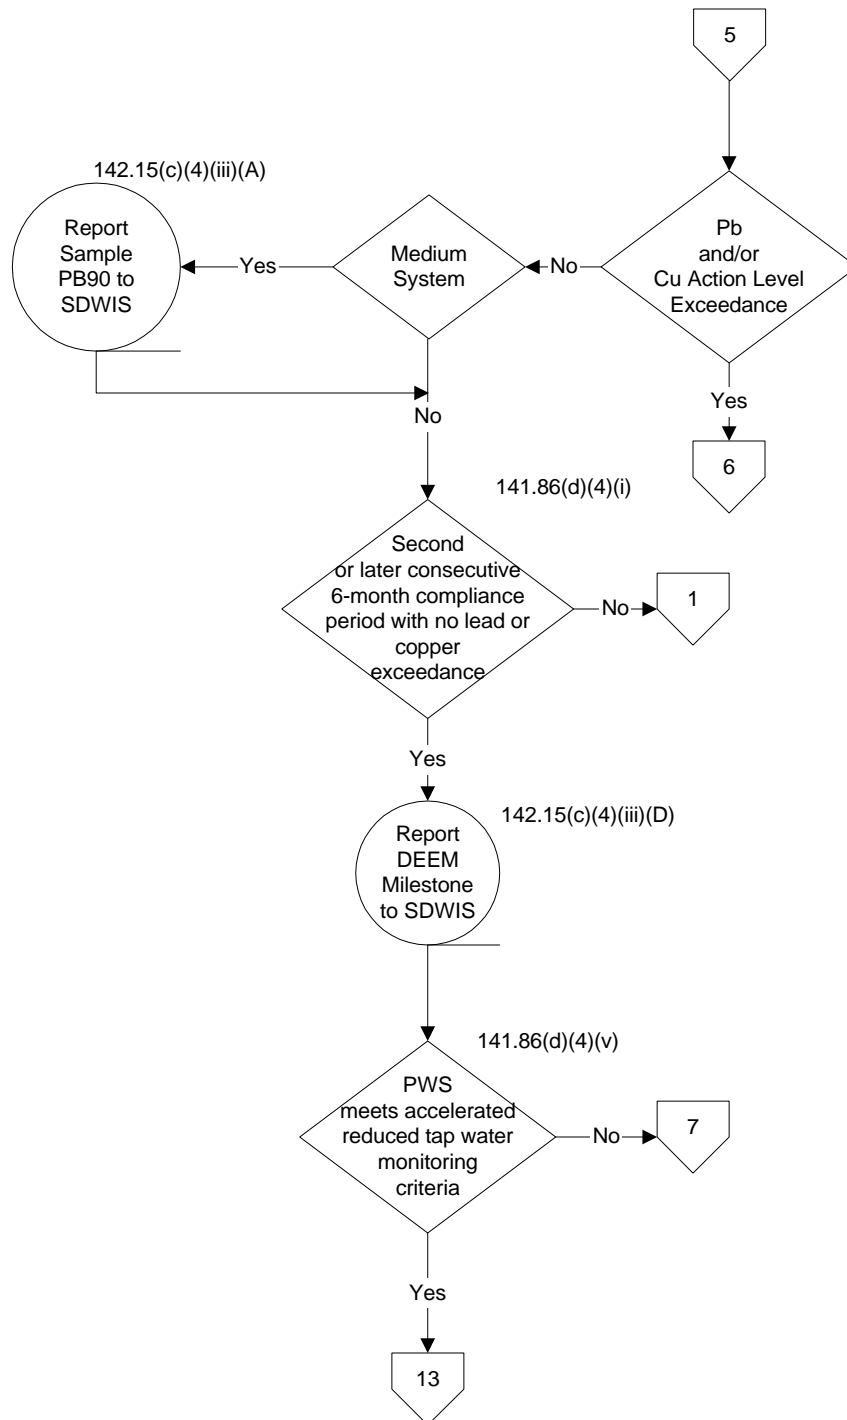 5
142.15(c)(4)(iii)(A)
Report
Sample
PB90 to
SDWIS
Yes
Medium
System
No
Pb
and/or
Cu Action Level
Exceedance
Yes
6
No
141.86(d)(4)(i)
Second
or later consecutive
6-month compliance
period with no lead or
copper
exceedance
No
1
Yes
142.15(c)(4)(iii)(D)
Report
DEEM
Milestone
to SDWIS
141.86(d)(4)(v)
PWS
meets accelerated
reduced tap water
monitoring
criteria
No
7
Yes
13